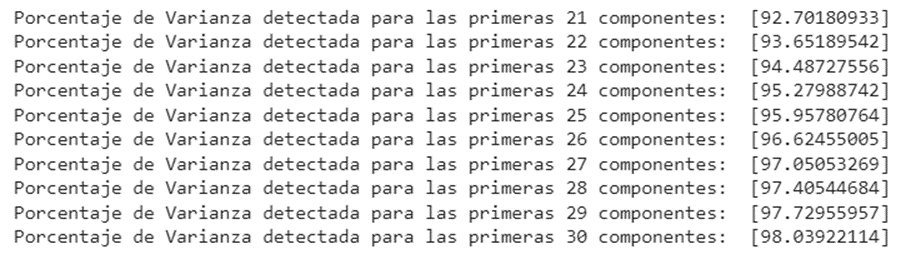 Porcentaje de Varianza detectada para las primeras 21 componentes:  [92.70180933]
Porcentaje de Varianza detectada para las primeras 22 componentes:  [93.65189542]
Porcentaje de Varianza detectada para las primeras 23 componentes:  [94.48727556]
Porcentaje de Varianza detectada para las primeras 24 componentes:  [95.27988742]
Porcentaje de Varianza detectada para las primeras 25 componentes:  [95.95780764]
Porcentaje de Varianza detectada para las primeras 26 componentes:  [96.62455005]
Porcentaje de Varianza detectada para las primeras 27 componentes:  [97.05053269]
Porcentaje de Varianza detectada para las primeras 28 componentes:  [97.40544684]
Porcentaje de Varianza detectada para las primeras 29 componentes:  [97.72955957]
Porcentaje de Varianza detectada para las primeras 30 componentes:  [98.03922114]